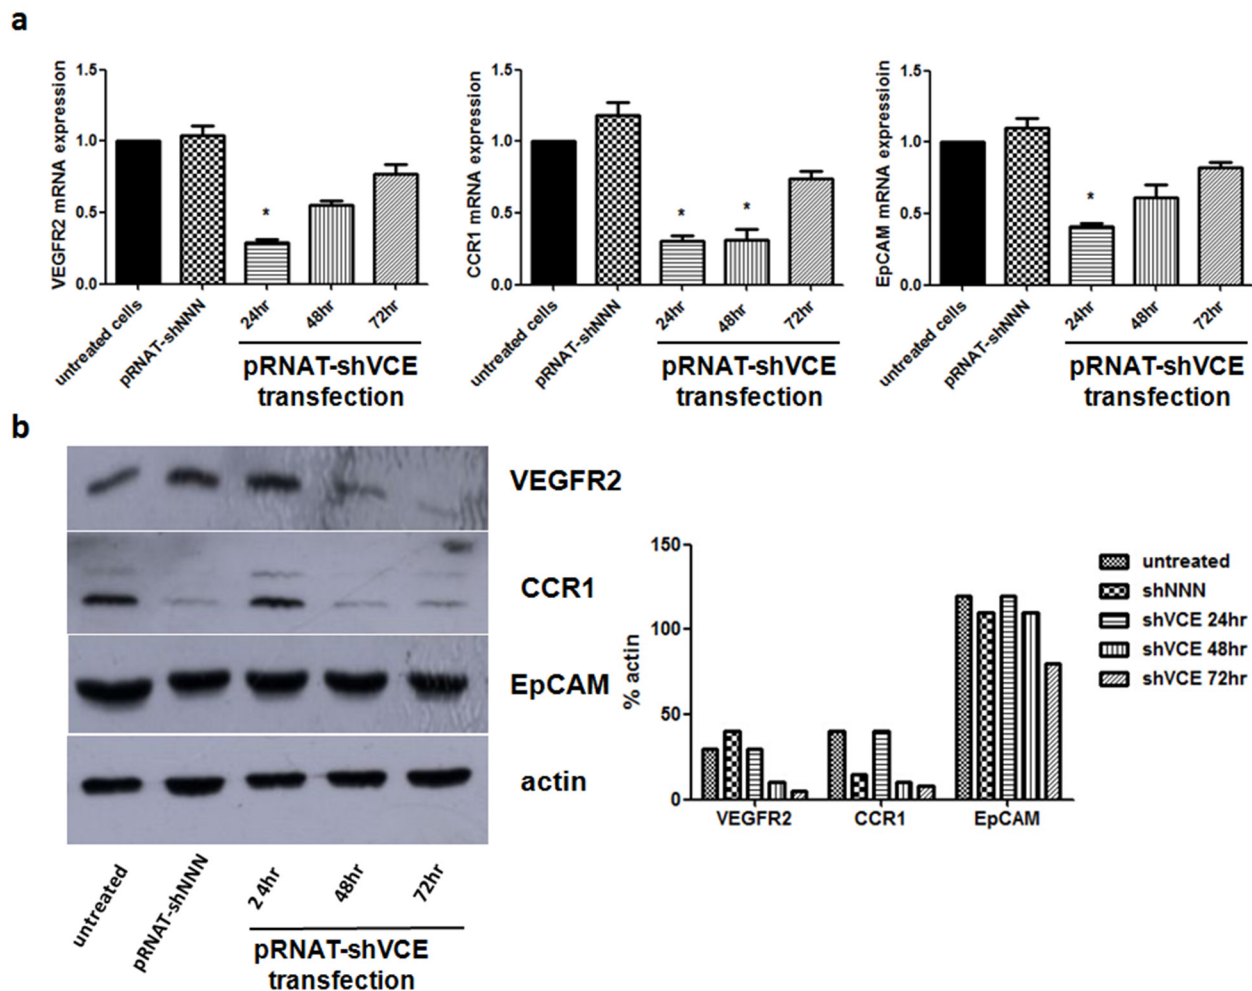 a
VEGFR2 mRNA expression
1.5
1.0
0.5
0.0
*
untreated cells
pRNAT-shNNN
24hr
48hr
72hr
pRNAT-shVCE
transfection
CCR1 mRNA expression
1.5
1.0
0.5
0.0
*
*
untreated cells
pRNAT-shNNN
24hr
48hr
72hr
pRNAT-shVCE
transfection
EpCAM mRNA expressioin
1.5
1.0
0.5
0.0
*
untreated cells
pRNAT-shNNN
24hr
48hr
72hr
pRNAT-shVCE
transfection
b
VEGFR2
CCR1
EpCAM
actin
untreated
pRNAT-shNNN
2 4hr
48hr
72hr
pRNAT-shVCE
transfection
% actin
150
100
50
0
VEGFR2
CCR1
EpCAM
untreated
shNNN
shVCE 24hr
shVCE 48hr
shVCE 72hr